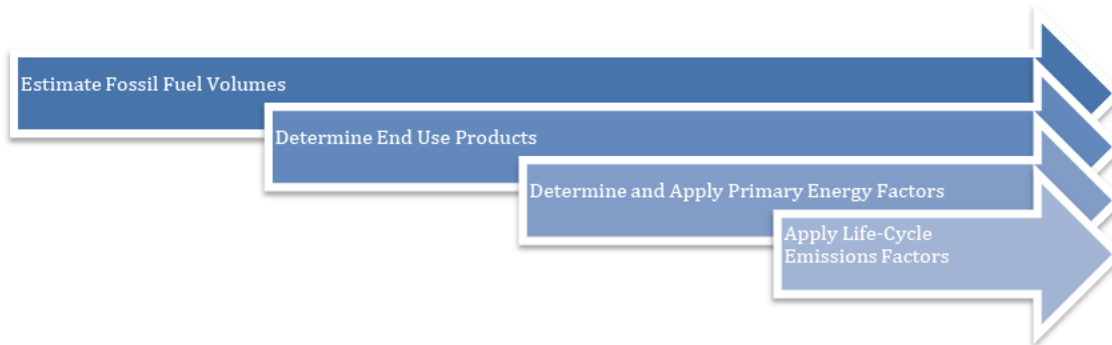 Estimate Fossil Fuel Volumes
Determine End Use Products
Determine and Apply Primary Energy Factors
Apply Life-Cycle
Emissions Factors